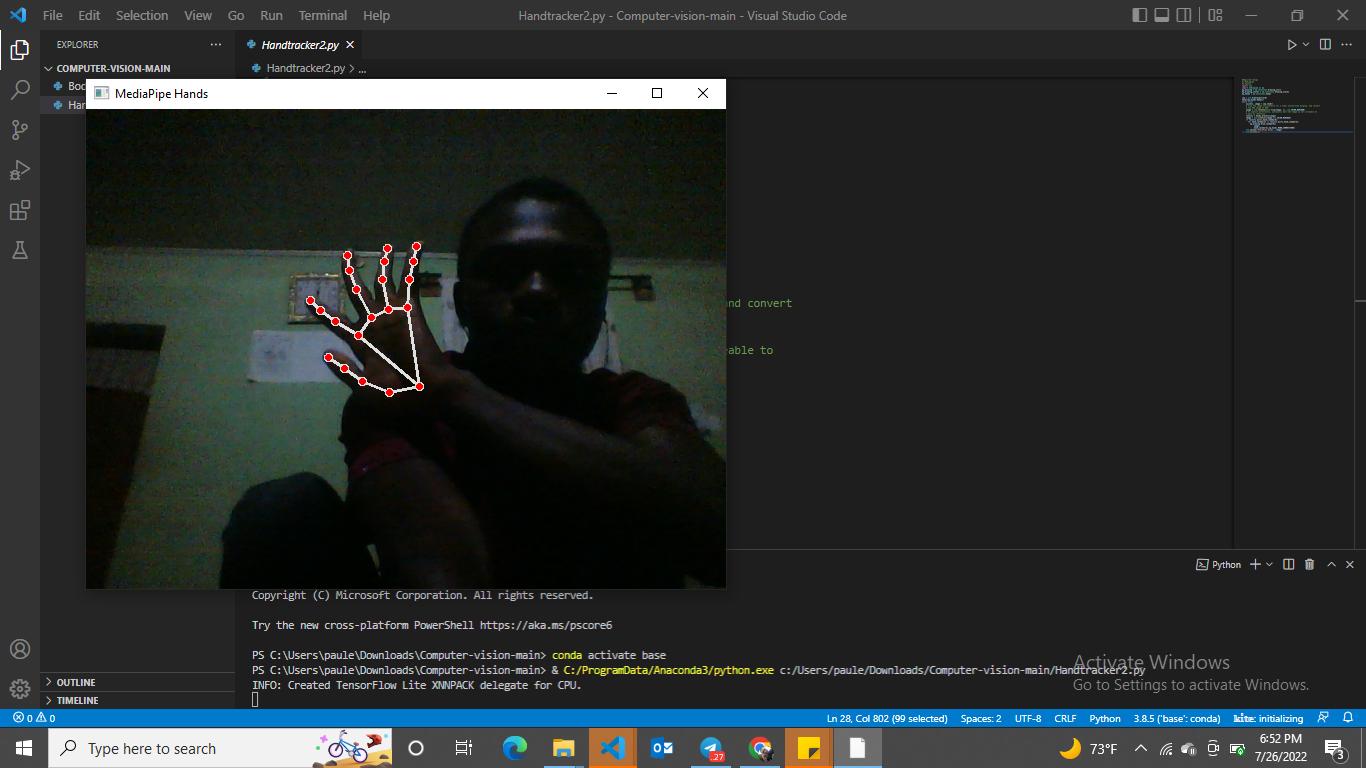 File Edit Selection View Go Run Terminal Help
Handtracker2.py - Computer-vision-main - Visual Studio Code
EXPLORER
Handtracker2.py
COMPUTER-VISION-MAIN
Handtracker2.py > ...
MediaPipe Hands
and convert
Python
Copyright (C) Microsoft Corporation. All rights reserved.
Try the new cross-platform PowerShell https://aka.ms/pscore6
PS C:\Users\paule\Downloads\Computer-vision-main> conda activate base
PS C:\Users\paule\Downloads\Computer-vision-main> & C:/ProgramData/Anaconda3/python.exe c:/Users/paule/Downloads/Computer-vision-main/Handtracker2.py
INFO: Created TensorFlow Lite XNNPACK delegate for CPU.
Activate Windows
Go to Settings to activate Windows.
OUTLINE
TIMELINE
0 0
Ln 28, Col 802 (99 selected) Spaces: 2 UTF-8 CRLF Python 3.8.5 ('base': conda) kite: initializing
Type here to search
..27
73°F
6:52 PM
7/26/2022
3